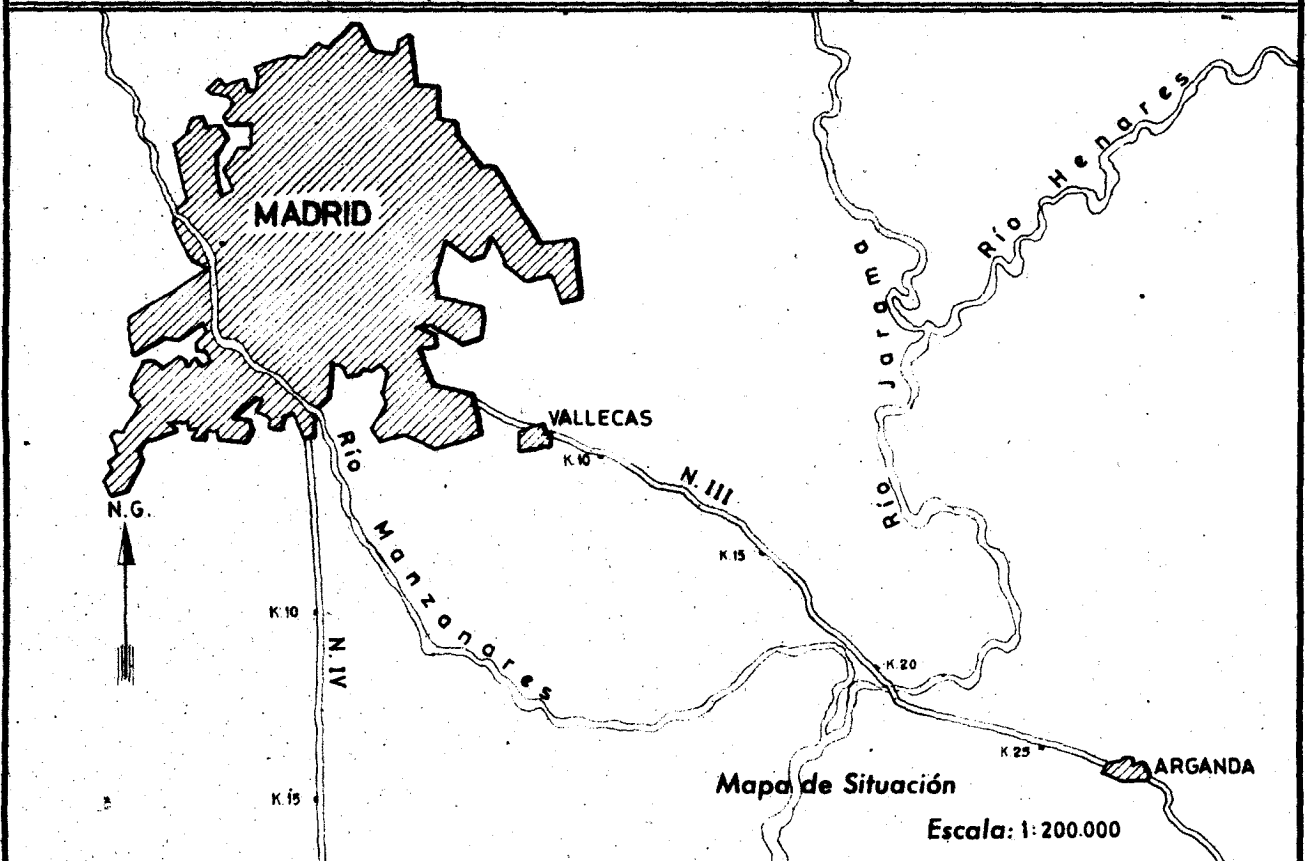 MADRID
Río Henares
Río Jarama
VALLECAS
K.10
N. III
Río Manzanares
N.G.
K.15
K.10
N. IV
K.20
K.25
ARGANDA
Mapa de Situación
K.15
Escala: 1:200.000